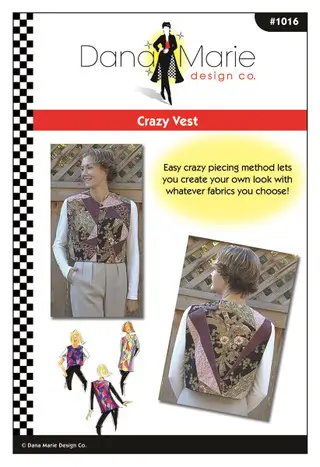 #1016
Dana Marie
design co.
Crazy Vest
Easy crazy piecing method lets
you create your own look with
whatever fabrics you choose!
© Dana Marie Design Co.